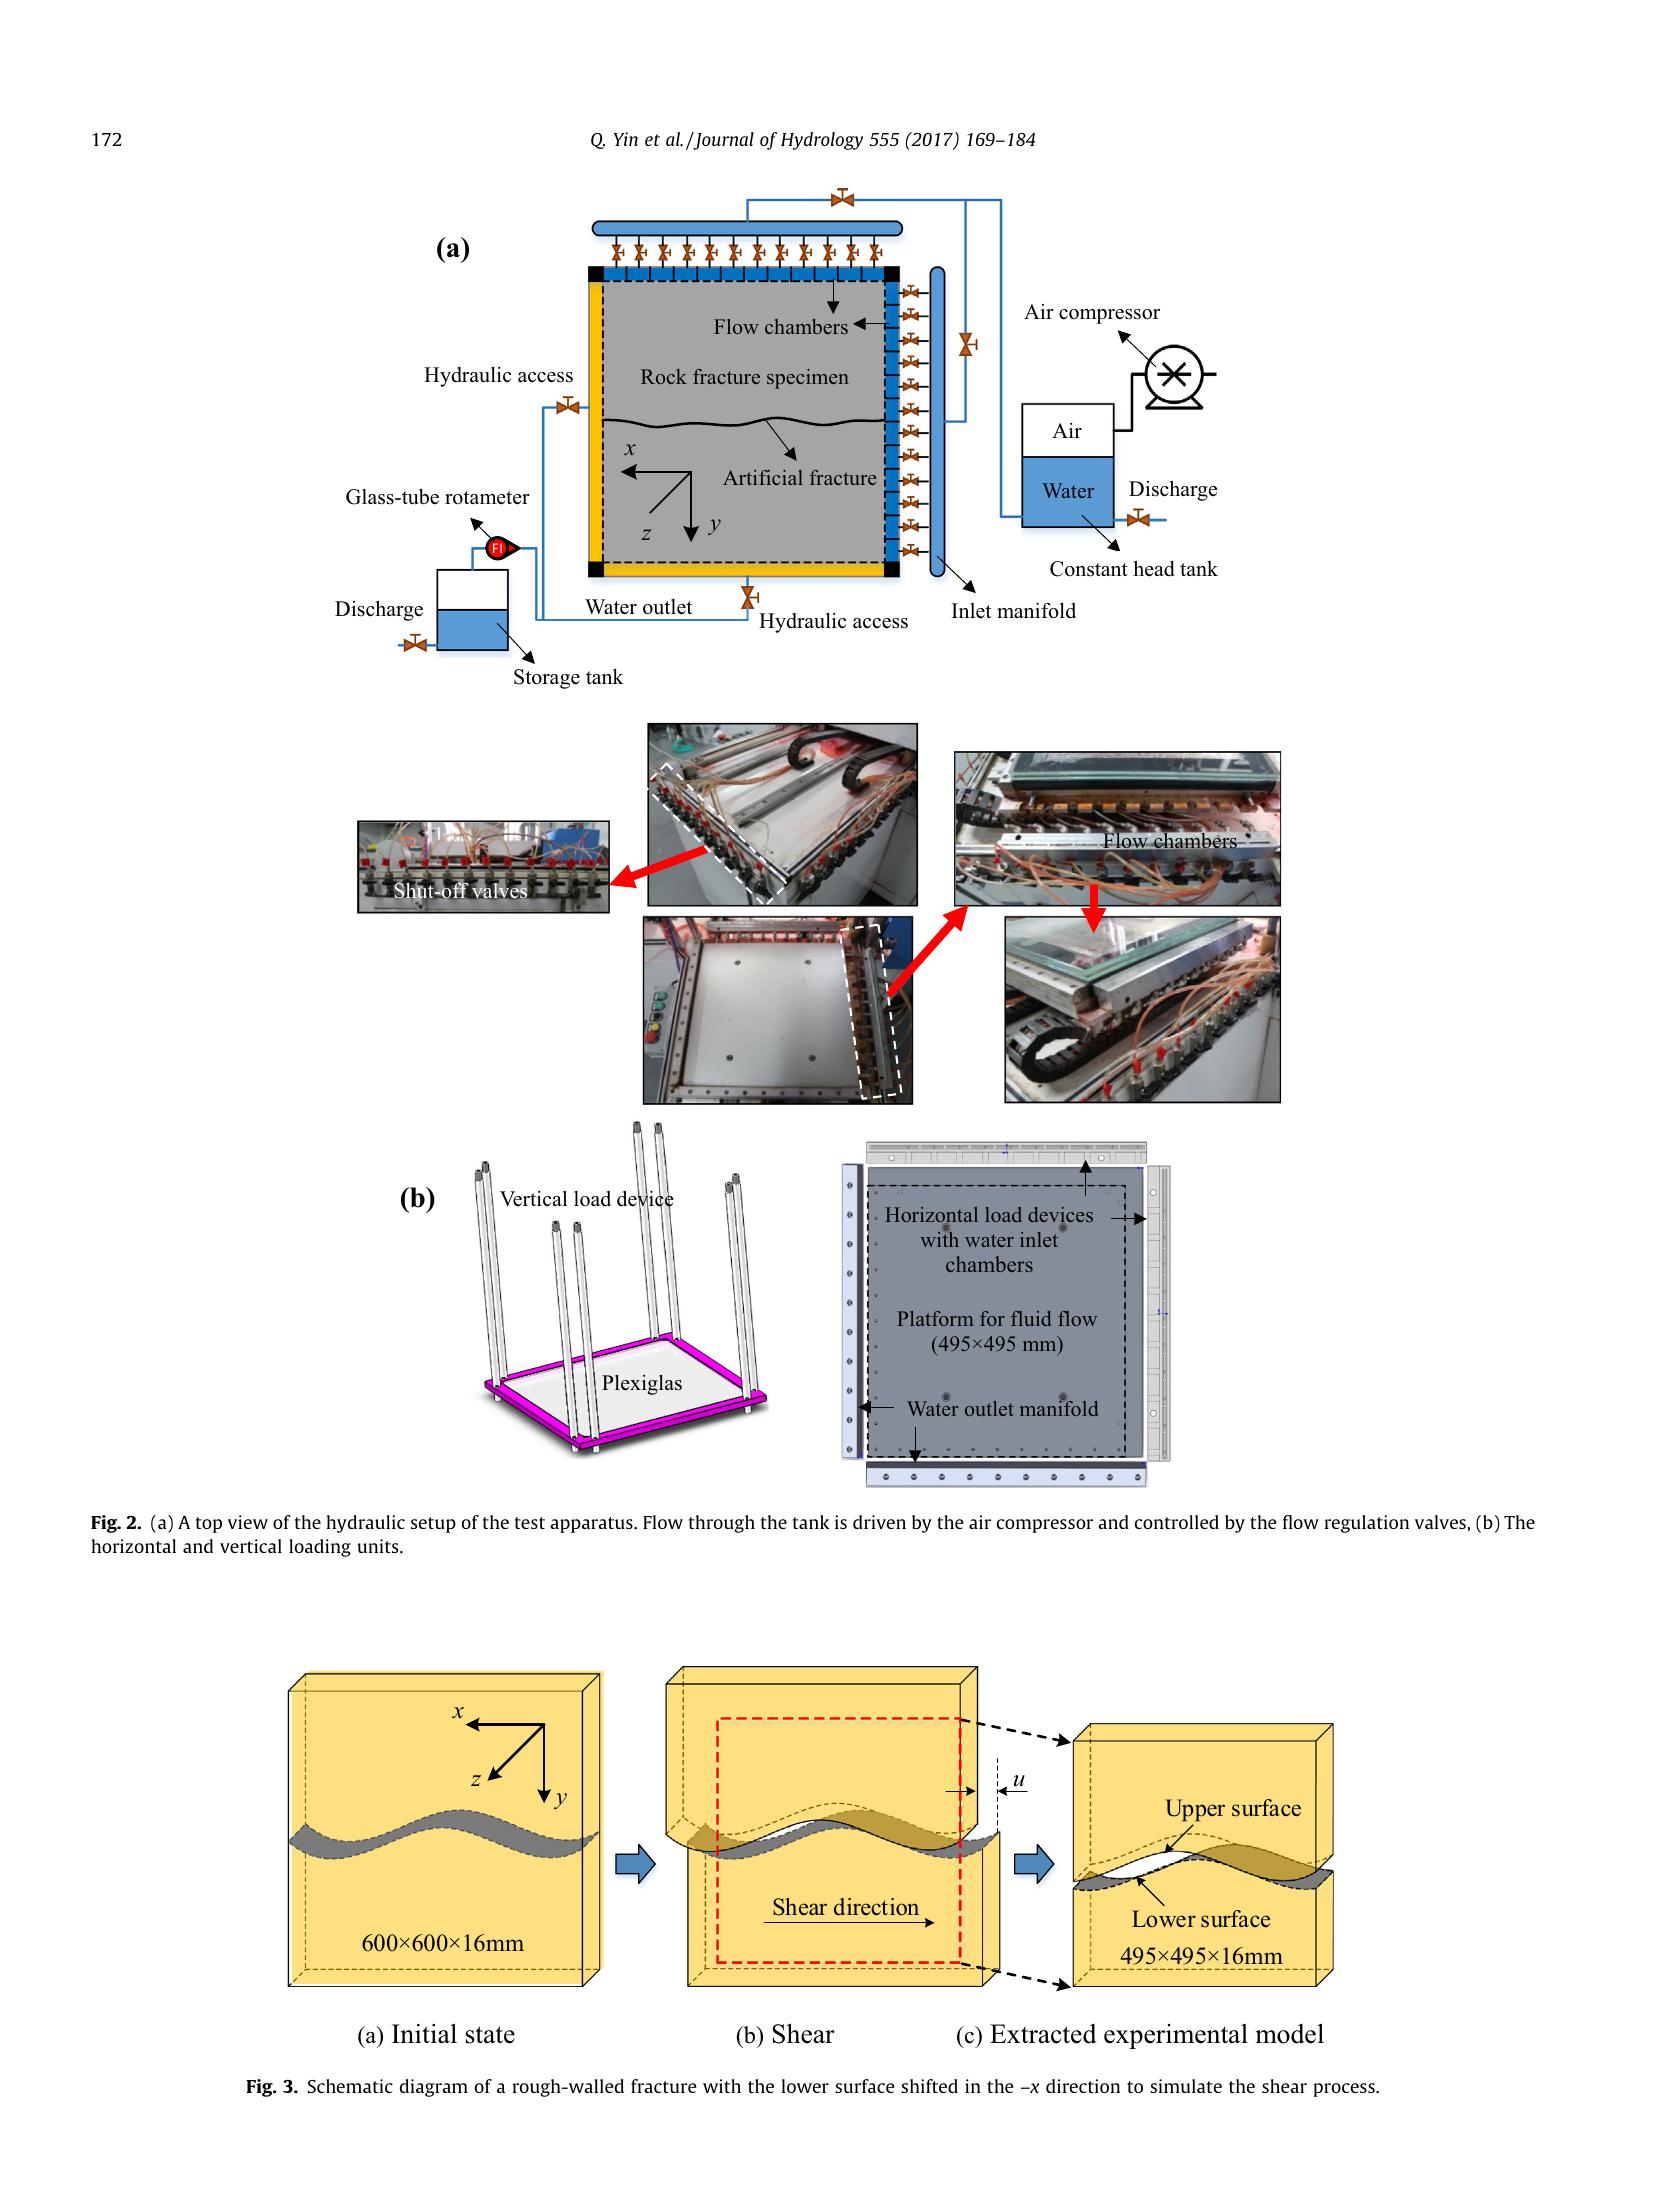 172
Q. Yin et al./Journal of Hydrology 555 (2017) 169–184
(a)
Flow chambers
Air compressor
Hydraulic access
Rock fracture specimen
Air
x
Artificial fracture
Glass-tube rotameter
Water
Discharge
z
y
FI
Constant head tank
Discharge
Water outlet
Hydraulic access
Inlet manifold
Storage tank
Flow chambers
Shut-off valves
(b)
Vertical load device
Horizontal load devices
with water inlet
chambers
Platform for fluid flow
(495×495 mm)
Plexiglas
Water outlet manifold
Fig. 2. (a) A top view of the hydraulic setup of the test apparatus. Flow through the tank is driven by the air compressor and controlled by the flow regulation valves, (b) The
horizontal and vertical loading units.
x
z
y
u
Upper surface
Shear direction
Lower surface
600×600×16mm
495×495×16mm
(a) Initial state
(b) Shear
(c) Extracted experimental model
Fig. 3. Schematic diagram of a rough-walled fracture with the lower surface shifted in the –x direction to simulate the shear process.